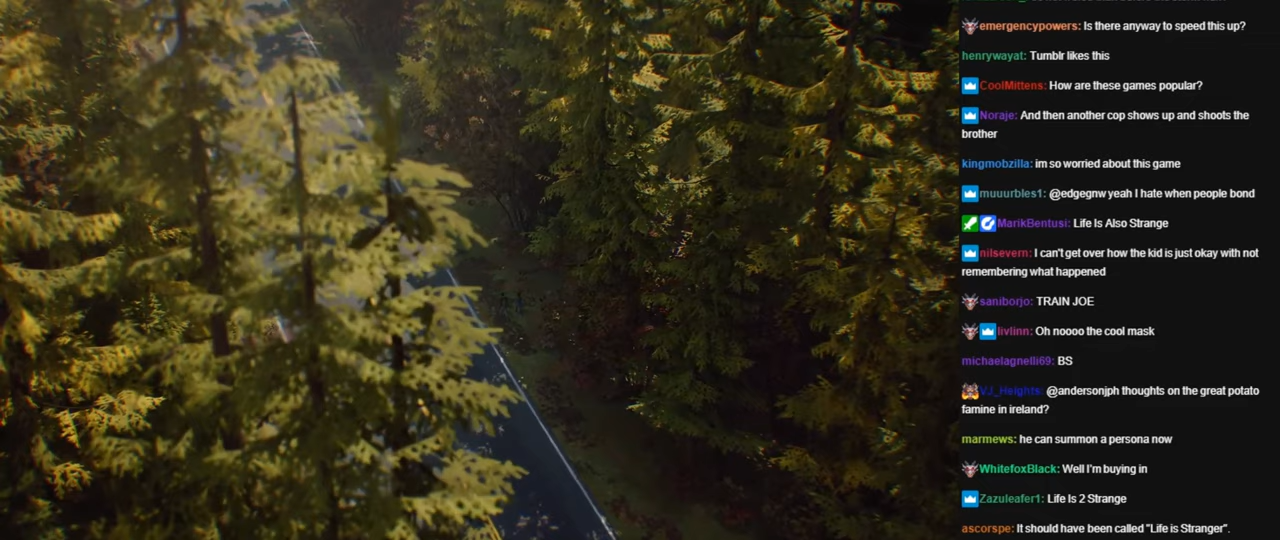 emergencypowers: Is there anyway to speed this up?
henrywayat: Tumblr likes this
CoolMittens: How are these games popular?
Noraje: And then another cop shows up and shoots the
brother
kingmobzilla: im so worried about this game
muuurbles1: @edgegnw yeah I hate when people bond
MarikBentusi: Life Is Also Strange
nilsevern: I can't get over how the kid is just okay with not
remembering what happened
saniborjo: TRAIN JOE
livlinn: Oh noooo the cool mask
michaelagnelli69: BS
VJ_Heights: @andersonjph thoughts on the great potato
famine in ireland?
marmews: he can summon a persona now
WhitefoxBlack: Well I'm buying in
Zazuleafer1: Life Is 2 Strange
ascorspe: It should have been called "Life is Stranger".